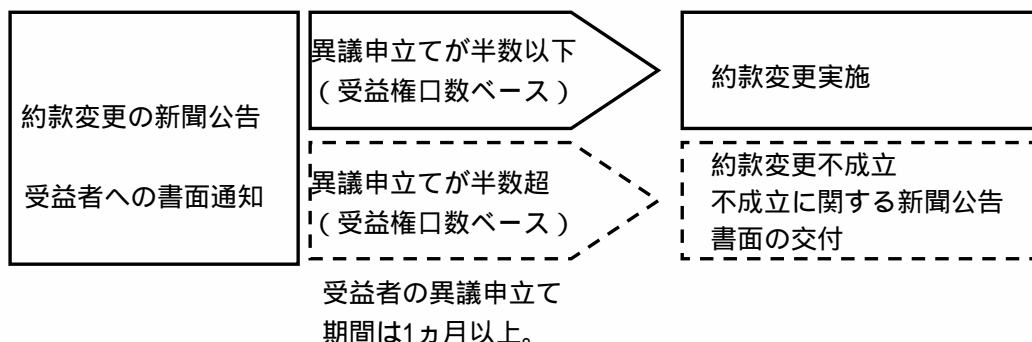 約款変更の新聞公告
受益者への書面通知
異議申立てが半数以下
（受益権口数ベース）
約款変更実施
異議申立てが半数超
（受益権口数ベース）
約款変更不成立
不成立に関する新聞公告
書面の交付
受益者の異議申立て
期間は1ヵ月以上。